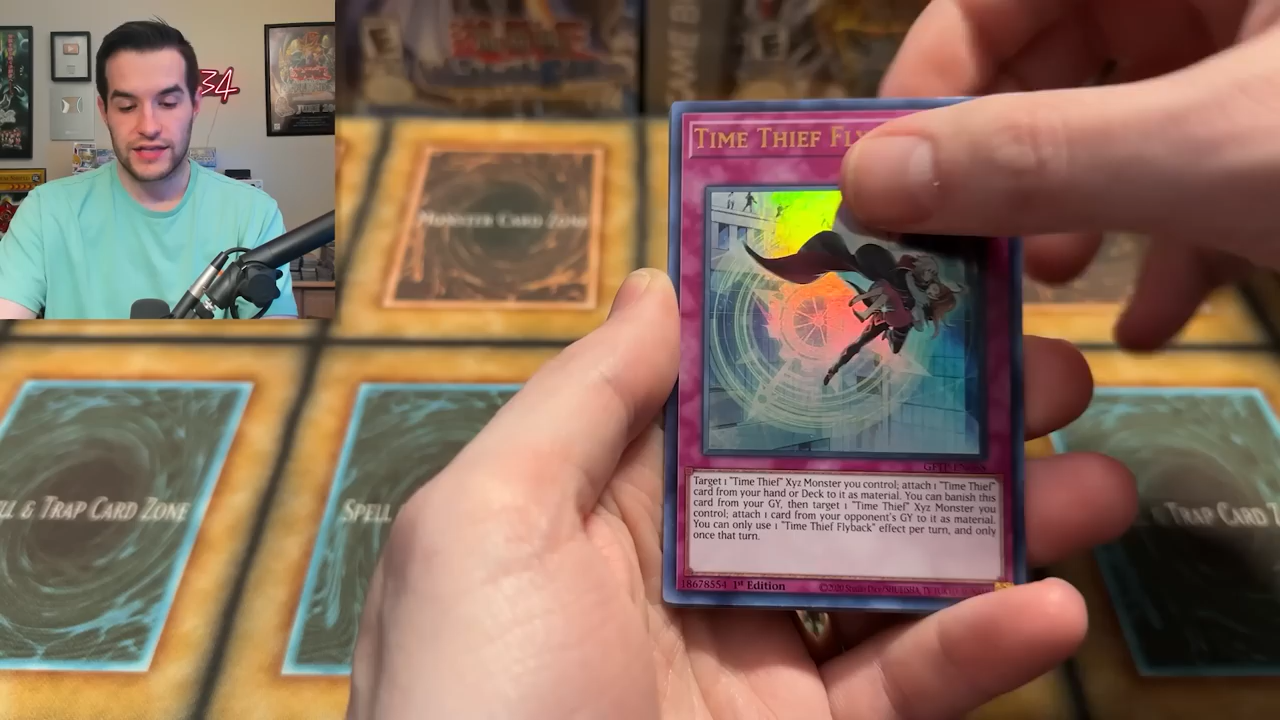 34
MONSTER CARD ZONE
TIME THIEF
Target 1 "Time Thief" Xyz Monster you control; attach 1 "Time Thief"
card from your hand or Deck to it as material. You can banish this
card from your GY, then target 1 "Time Thief" Xyz Monster you
control; attach 1 card from your opponent's GY to it as material.
You can only use 1 "Time Thief Flyback" effect per turn, and only
once that turn.
18678554 1st Edition
LL & TRAP CARD ZONE
SPELL
TRAP CARD Z